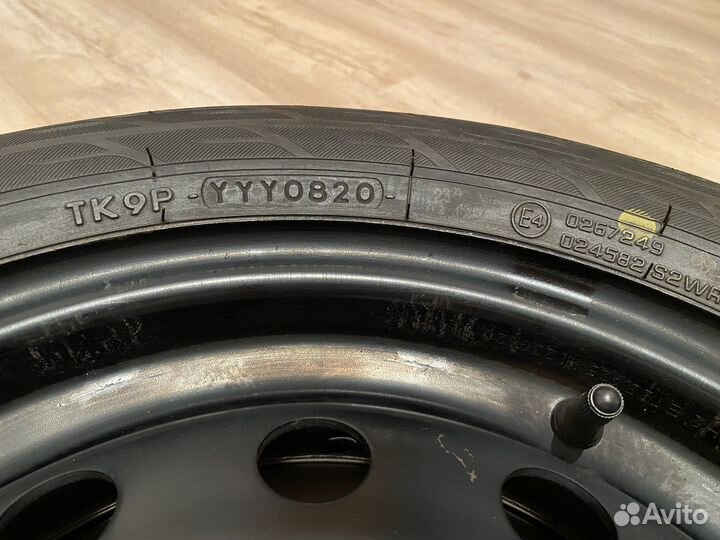 TK9P -YYY0820-
E4 0267249
024582 S2WR
Avito